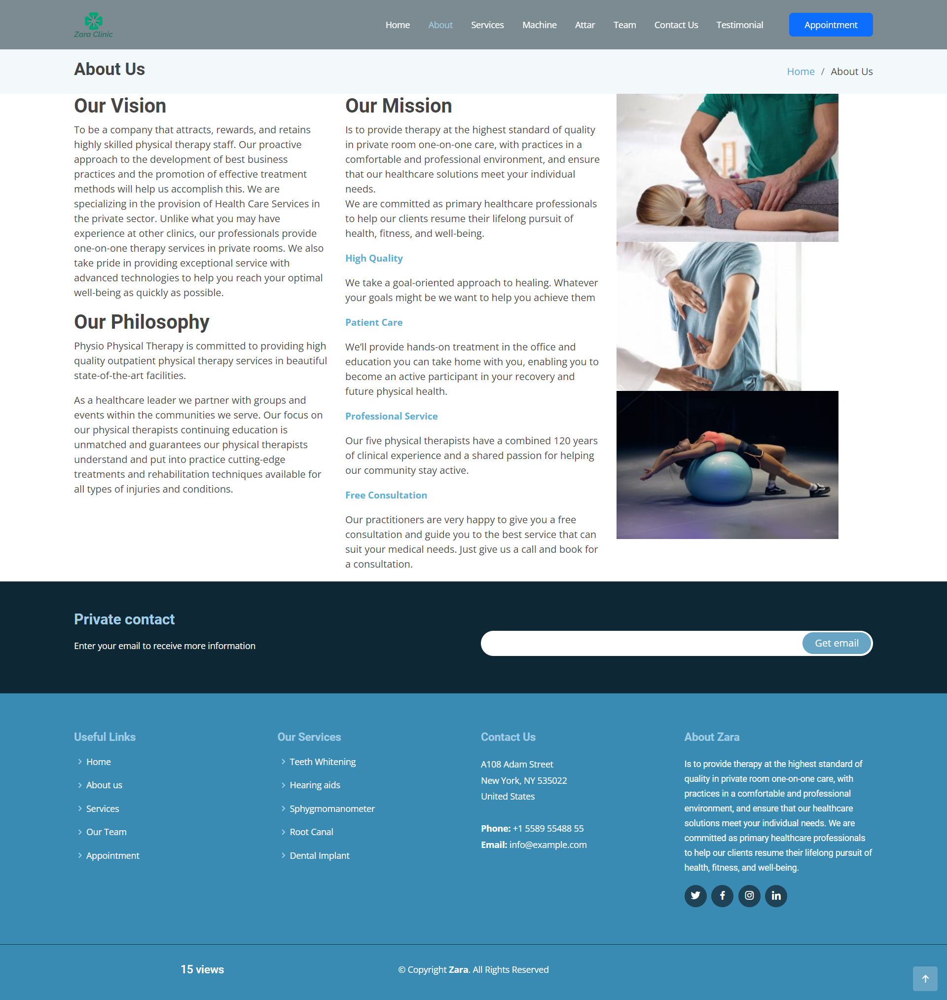 Zara Clinic
Home
About
Services
Machine
Attar
Team
Contact Us
Testimonial
Appointment
About Us
Home / About Us
Our Vision
To be a company that attracts, rewards, and retains
highly skilled physical therapy staff. Our proactive
approach to the development of best business
practices and the promotion of effective treatment
methods will help us accomplish this. We are
specializing in the provision of Health Care Services in
the private sector. Unlike what you may have
experience at other clinics, our professionals provide
one-on-one therapy services in private rooms. We also
take pride in providing exceptional service with
advanced technologies to help you reach your optimal
well-being as quickly as possible.
Our Philosophy
Physio Physical Therapy is committed to providing high
quality outpatient physical therapy services in beautiful
state-of-the-art facilities.
As a healthcare leader we partner with groups and
events within the communities we serve. Our focus on
our physical therapists continuing education is
unmatched and guarantees our physical therapists
understand and put into practice cutting-edge
treatments and rehabilitation techniques available for
all types of injuries and conditions.
Our Mission
Is to provide therapy at the highest standard of quality
in private room one-on-one care, with practices in a
comfortable and professional environment, and ensure
that our healthcare solutions meet your individual
needs.
We are committed as primary healthcare professionals
to help our clients resume their lifelong pursuit of
health, fitness, and well-being.
High Quality
We take a goal-oriented approach to healing. Whatever
your goals might be we want to help you achieve them
Patient Care
We’ll provide hands-on treatment in the office and
education you can take home with you, enabling you to
become an active participant in your recovery and
future physical health.
Professional Service
Our five physical therapists have a combined 120 years
of clinical experience and a shared passion for helping
our community stay active.
Free Consultation
Our practitioners are very happy to give you a free
consultation and guide you to the best service that can
suit your medical needs. Just give us a call and book for
a consultation.
Private contact
Enter your email to receive more information
Get email
Useful Links
Home
About us
Services
Our Team
Appointment
Our Services
Teeth Whitening
Hearing aids
Sphygmomanometer
Root Canal
Dental Implant
Contact Us
A108 Adam Street
New York, NY 535022
United States
Phone: +1 5589 55488 55
Email: info@example.com
About Zara
Is to provide therapy at the highest standard of
quality in private room one-on-one care, with
practices in a comfortable and professional
environment, and ensure that our healthcare
solutions meet your individual needs. We are
committed as primary healthcare professionals
to help our clients resume their lifelong pursuit of
health, fitness, and well-being.
15 views
© Copyright Zara. All Rights Reserved